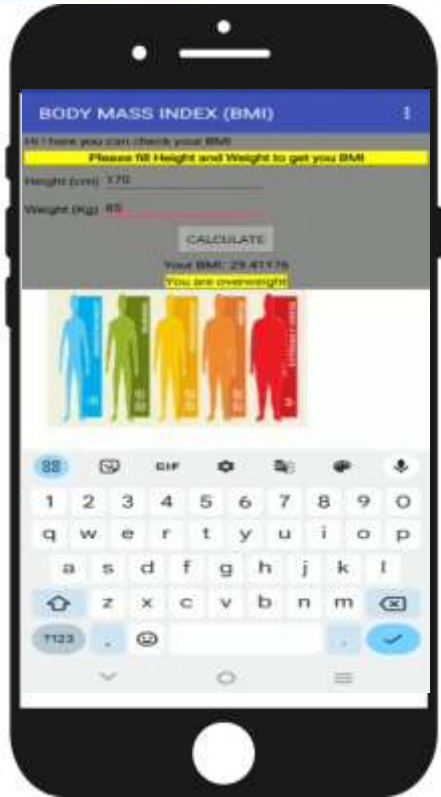 BODY MASS INDEX (BMI)
Hi ! here you can check your BMI
Please fill Height and Weight to get you BMI
Height (cm) 170
Weight (Kg) 85
CALCULATE
Your BMI: 29.41176
You are overweight
GIF
1 2 3 4 5 6 7 8 9 0
q w e r t y u i o p
a s d f g h j k l
z x c v b n m
?123 , .